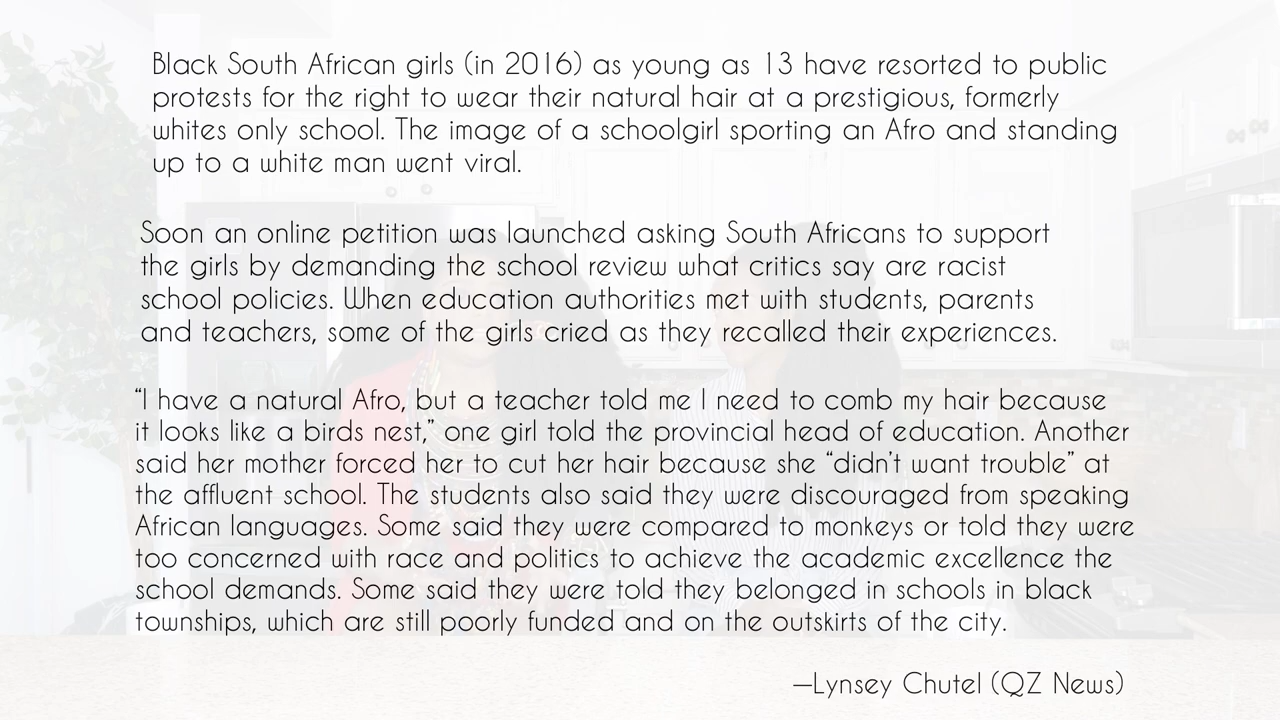 Black South African girls (in 2016) as young as 13 have resorted to public
protests for the right to wear their natural hair at a prestigious, formerly
whites only school. The image of a schoolgirl sporting an Afro and standing
up to a white man went viral.
Soon an online petition was launched asking South Africans to support
the girls by demanding the school review what critics say are racist
school policies. When education authorities met with students, parents
and teachers, some of the girls cried as they recalled their experiences.
“I have a natural Afro, but a teacher told me I need to comb my hair because
it looks like a birds nest,” one girl told the provincial head of education. Another
said her mother forced her to cut her hair because she “didn’t want trouble” at
the affluent school. The students also said they were discouraged from speaking
African languages. Some said they were compared to monkeys or told they were
too concerned with race and politics to achieve the academic excellence the
school demands. Some said they were told they belonged in schools in black
townships, which are still poorly funded and on the outskirts of the city.
—Lynsey Chutel (QZ News)